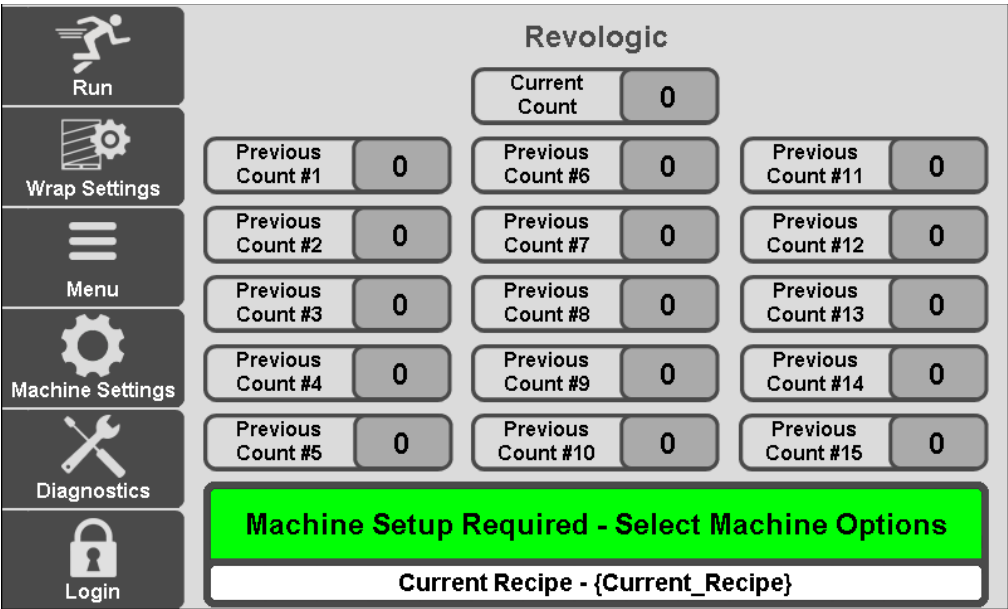 Run
Wrap Settings
Menu
Machine Settings
Diagnostics
Login
Revologic
Current
Count
0
Previous
Count #1
0
Previous
Count #6
0
Previous
Count #11
0
Previous
Count #2
0
Previous
Count #7
0
Previous
Count #12
0
Previous
Count #3
0
Previous
Count #8
0
Previous
Count #13
0
Previous
Count #4
0
Previous
Count #9
0
Previous
Count #14
0
Previous
Count #5
0
Previous
Count #10
0
Previous
Count #15
0
Machine Setup Required - Select Machine Options
Current Recipe - {Current_Recipe}